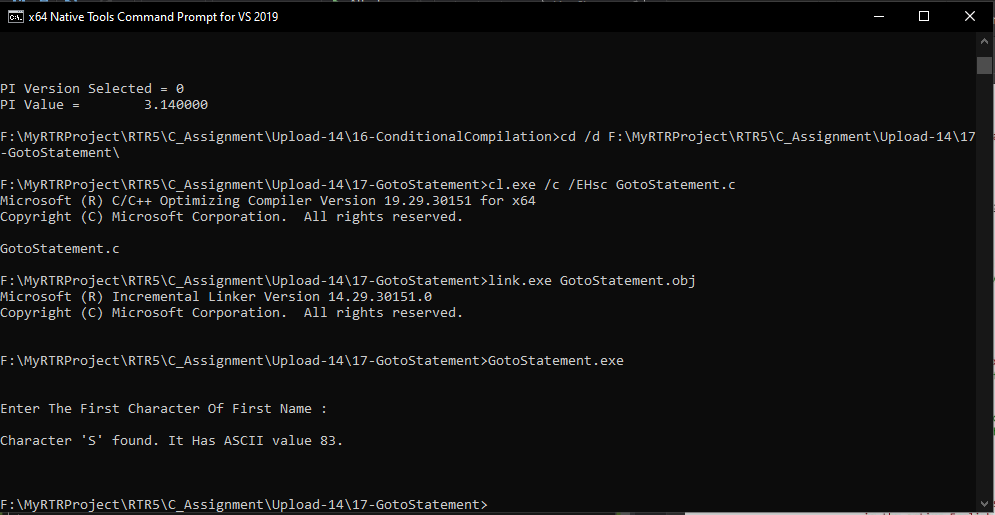 x64 Native Tools Command Prompt for VS 2019
PI Version Selected = 0
PI Value =        3.140000
F:\MyRTRProject\RTR5\C_Assignment\Upload-14\16-ConditionalCompilation>cd /d F:\MyRTRProject\RTR5\C_Assignment\Upload-14\17
-GotoStatement\
F:\MyRTRProject\RTR5\C_Assignment\Upload-14\17-GotoStatement>cl.exe /c /EHsc GotoStatement.c
Microsoft (R) C/C++ Optimizing Compiler Version 19.29.30151 for x64
Copyright (C) Microsoft Corporation.  All rights reserved.
GotoStatement.c
F:\MyRTRProject\RTR5\C_Assignment\Upload-14\17-GotoStatement>link.exe GotoStatement.obj
Microsoft (R) Incremental Linker Version 14.29.30151.0
Copyright (C) Microsoft Corporation.  All rights reserved.
F:\MyRTRProject\RTR5\C_Assignment\Upload-14\17-GotoStatement>GotoStatement.exe
Enter The First Character Of First Name :
Character 'S' found. It Has ASCII value 83.
F:\MyRTRProject\RTR5\C_Assignment\Upload-14\17-GotoStatement>